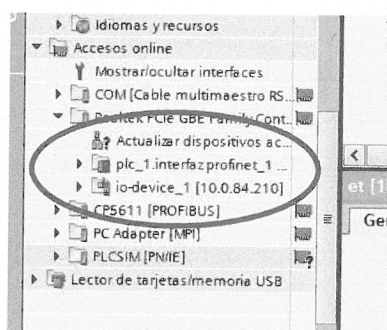 Idiomas y recursos
Accesos online
Mostrar/ocultar interfaces
COM [Cable multimaestro RS...
Realtek PCIe GBE Family Cont...
Actualizar dispositivos ac...
plc_1.interfaz profinet_1 ...
io-device_1 [10.0.84.210]
CP5611 [PROFIBUS]
PC Adapter [MPI]
PLCSIM [PN/IE]
Lector de tarjetas/memoria USB
et [1
Ge